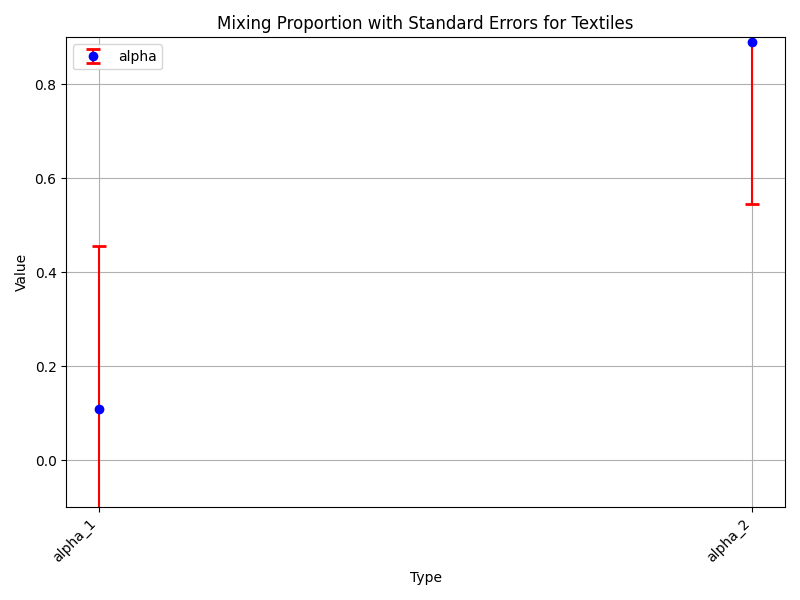 Mixing Proportion with Standard Errors for Textiles
alpha
0.8
0.6
0.4
0.2
0.0
Value
alpha_1
alpha_2
Type